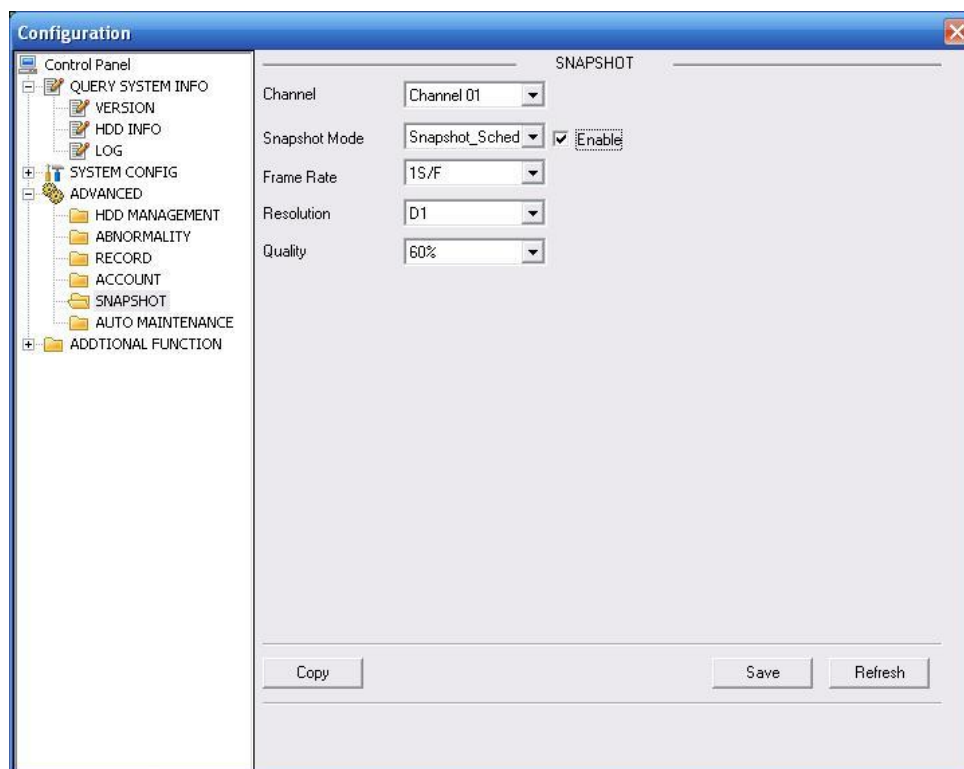 Configuration
Control Panel
QUERY SYSTEM INFO
VERSION
HDD INFO
LOG
SYSTEM CONFIG
ADVANCED
HDD MANAGEMENT
ABNORMALITY
RECORD
ACCOUNT
SNAPSHOT
AUTO MAINTENANCE
ADDTIONAL FUNCTION
SNAPSHOT
Channel Channel 01
Snapshot Mode Snapshot_Sched Enable
Frame Rate 1S/F
Resolution D1
Quality 60%
Copy Save Refresh